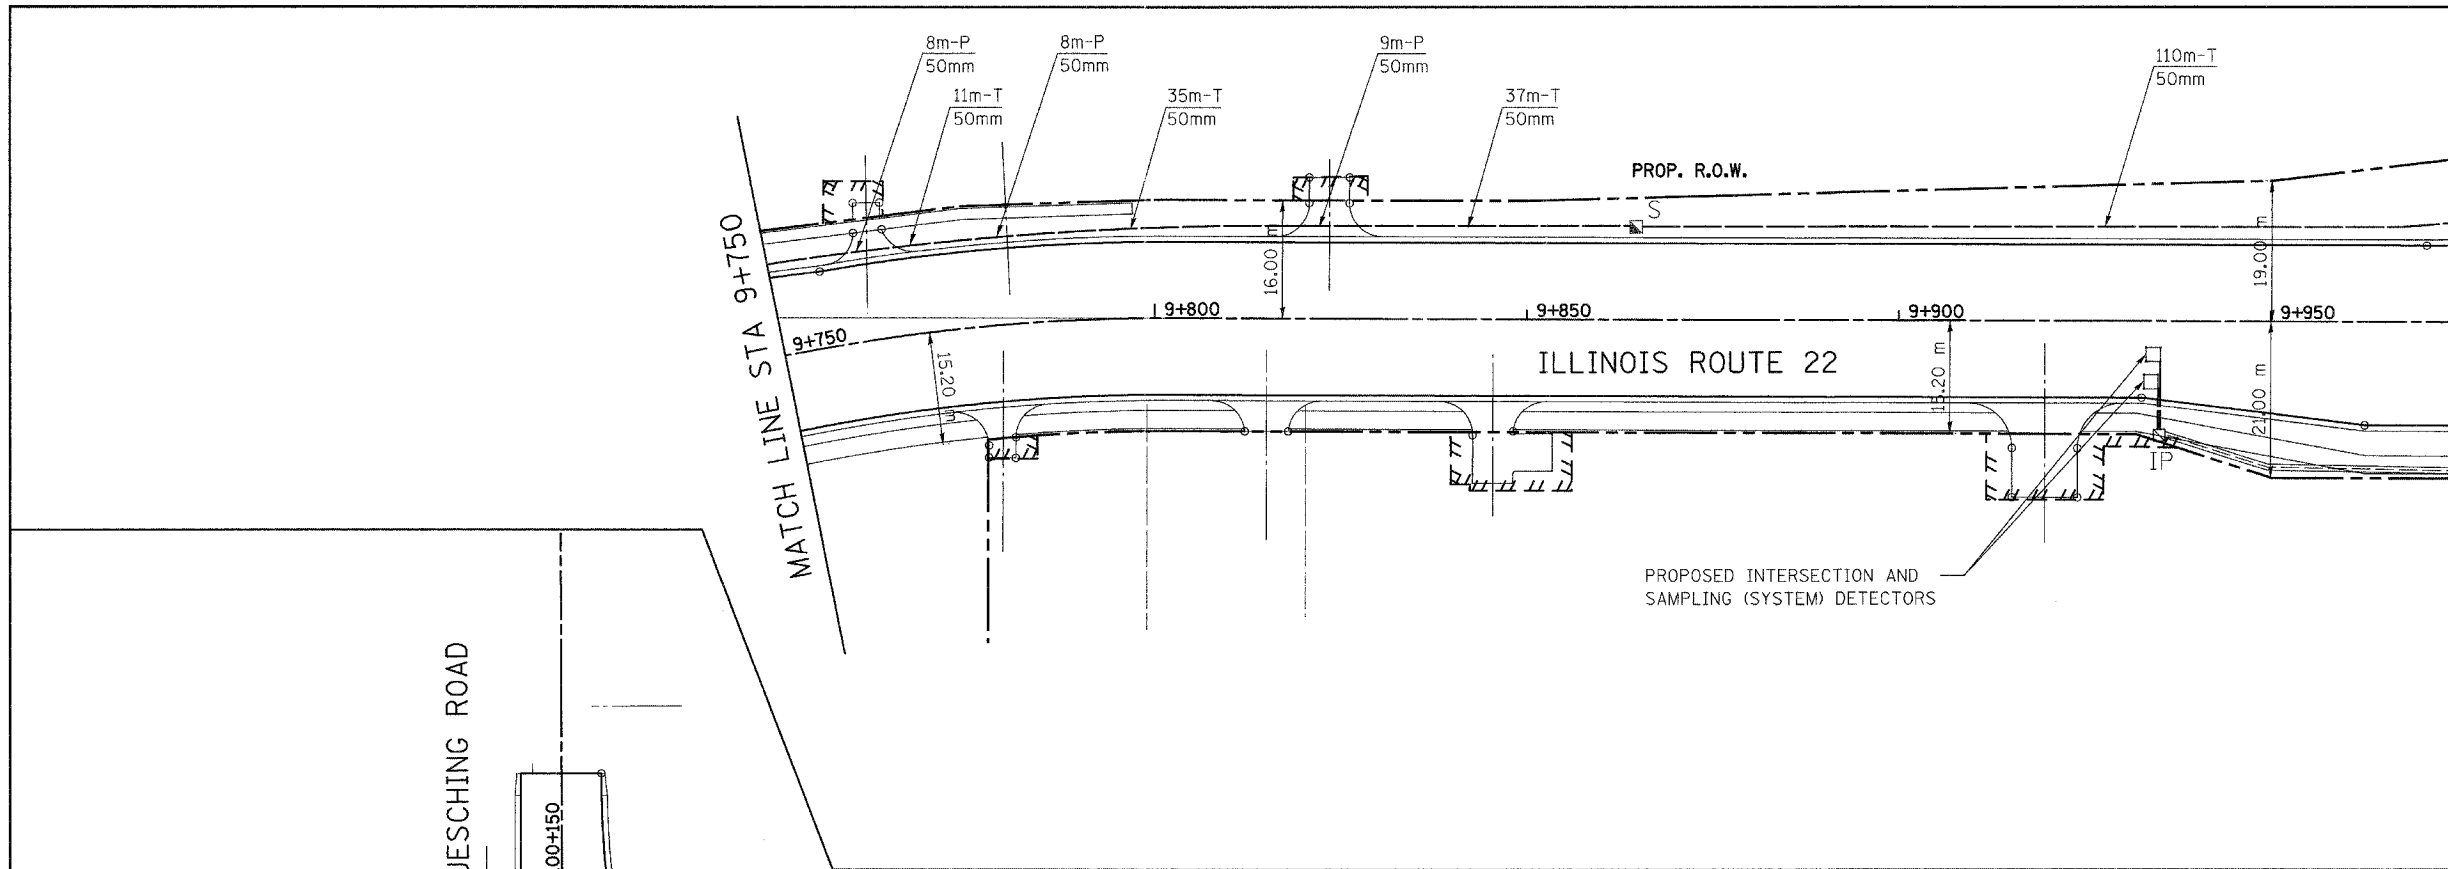 8m-P
50mm
8m-P
50mm
9m-P
50mm
110m-T
50mm
11m-T
50mm
35m-T
50mm
37m-T
50mm
PROP. R.O.W.
S
MATCH LINE STA 9+750
16.00 m
19.00 m
9+750
9+800
9+850
9+900
9+950
15.20 m
ILLINOIS ROUTE 22
15.20 m
21.00 m
IP
PROPOSED INTERSECTION AND
SAMPLING (SYSTEM) DETECTORS
ROAD
00+150